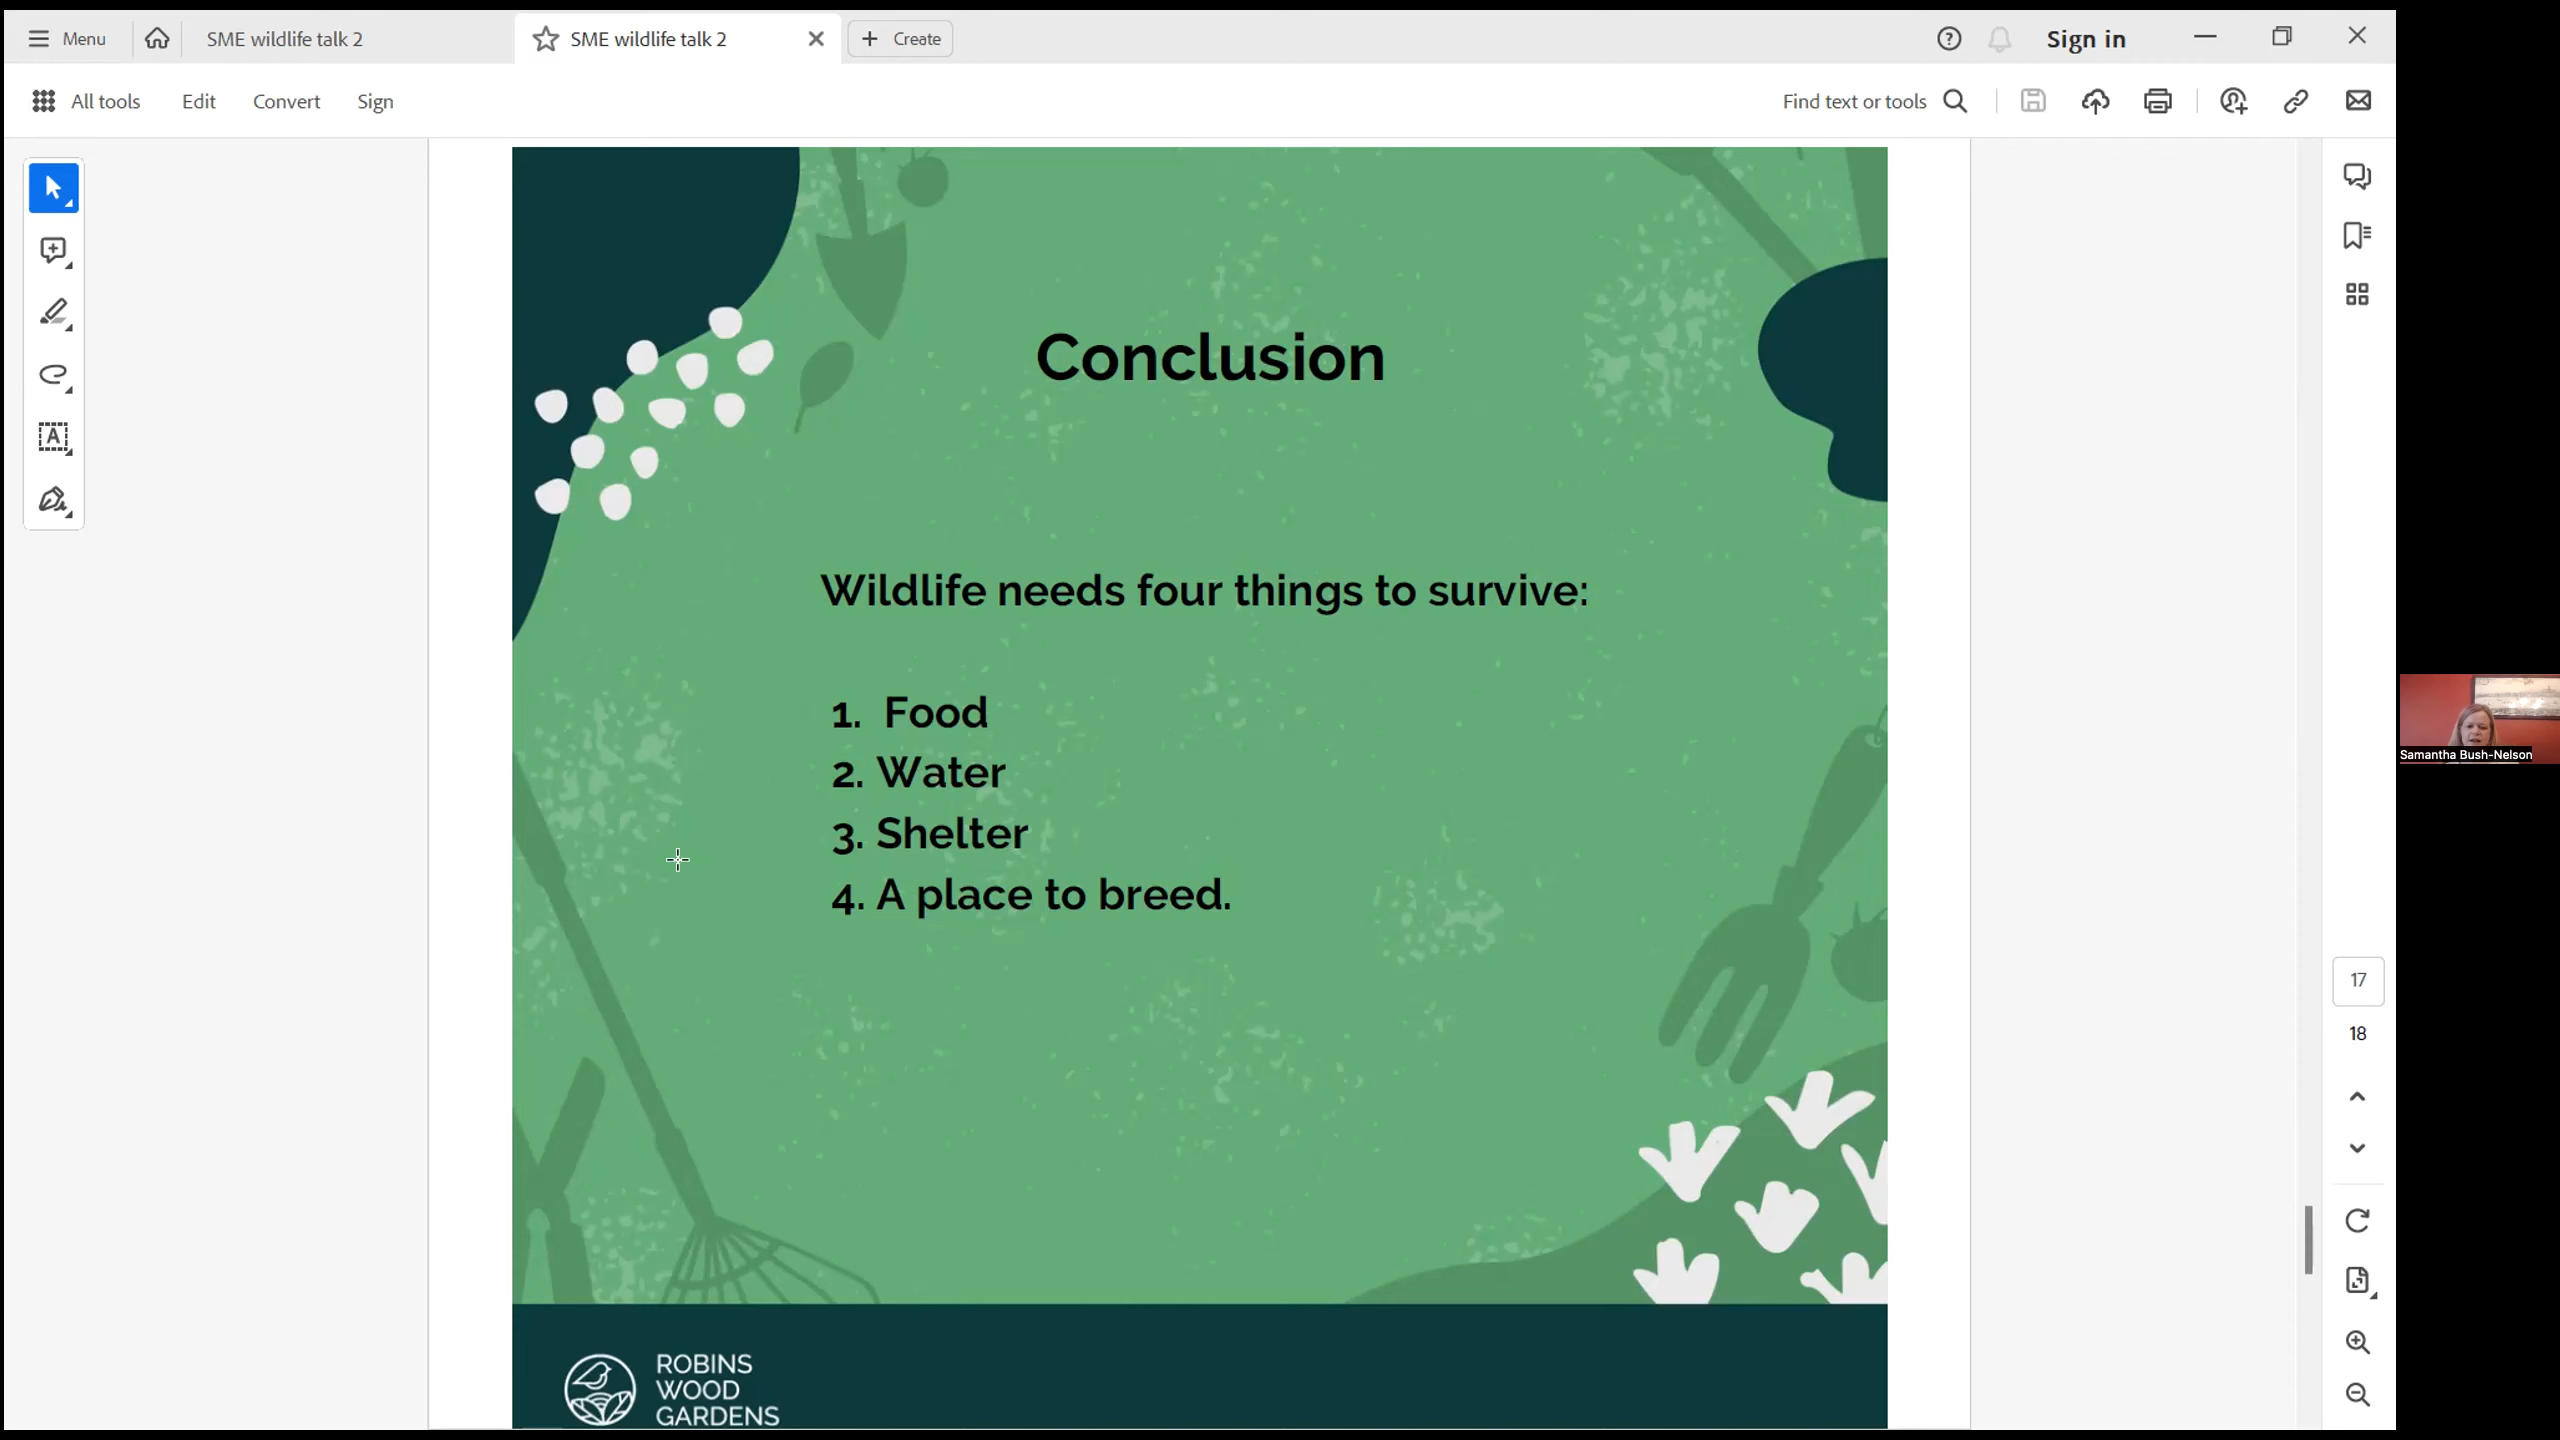 Menu
SME wildlife talk 2
SME wildlife talk 2
Create
Sign in
All tools
Edit
Convert
Sign
Find text or tools
Conclusion
Wildlife needs four things to survive:
1. Food
2. Water
3. Shelter
4. A place to breed.
Samantha Bush-Nelson
17
18
ROBINS
WOOD
GARDENS